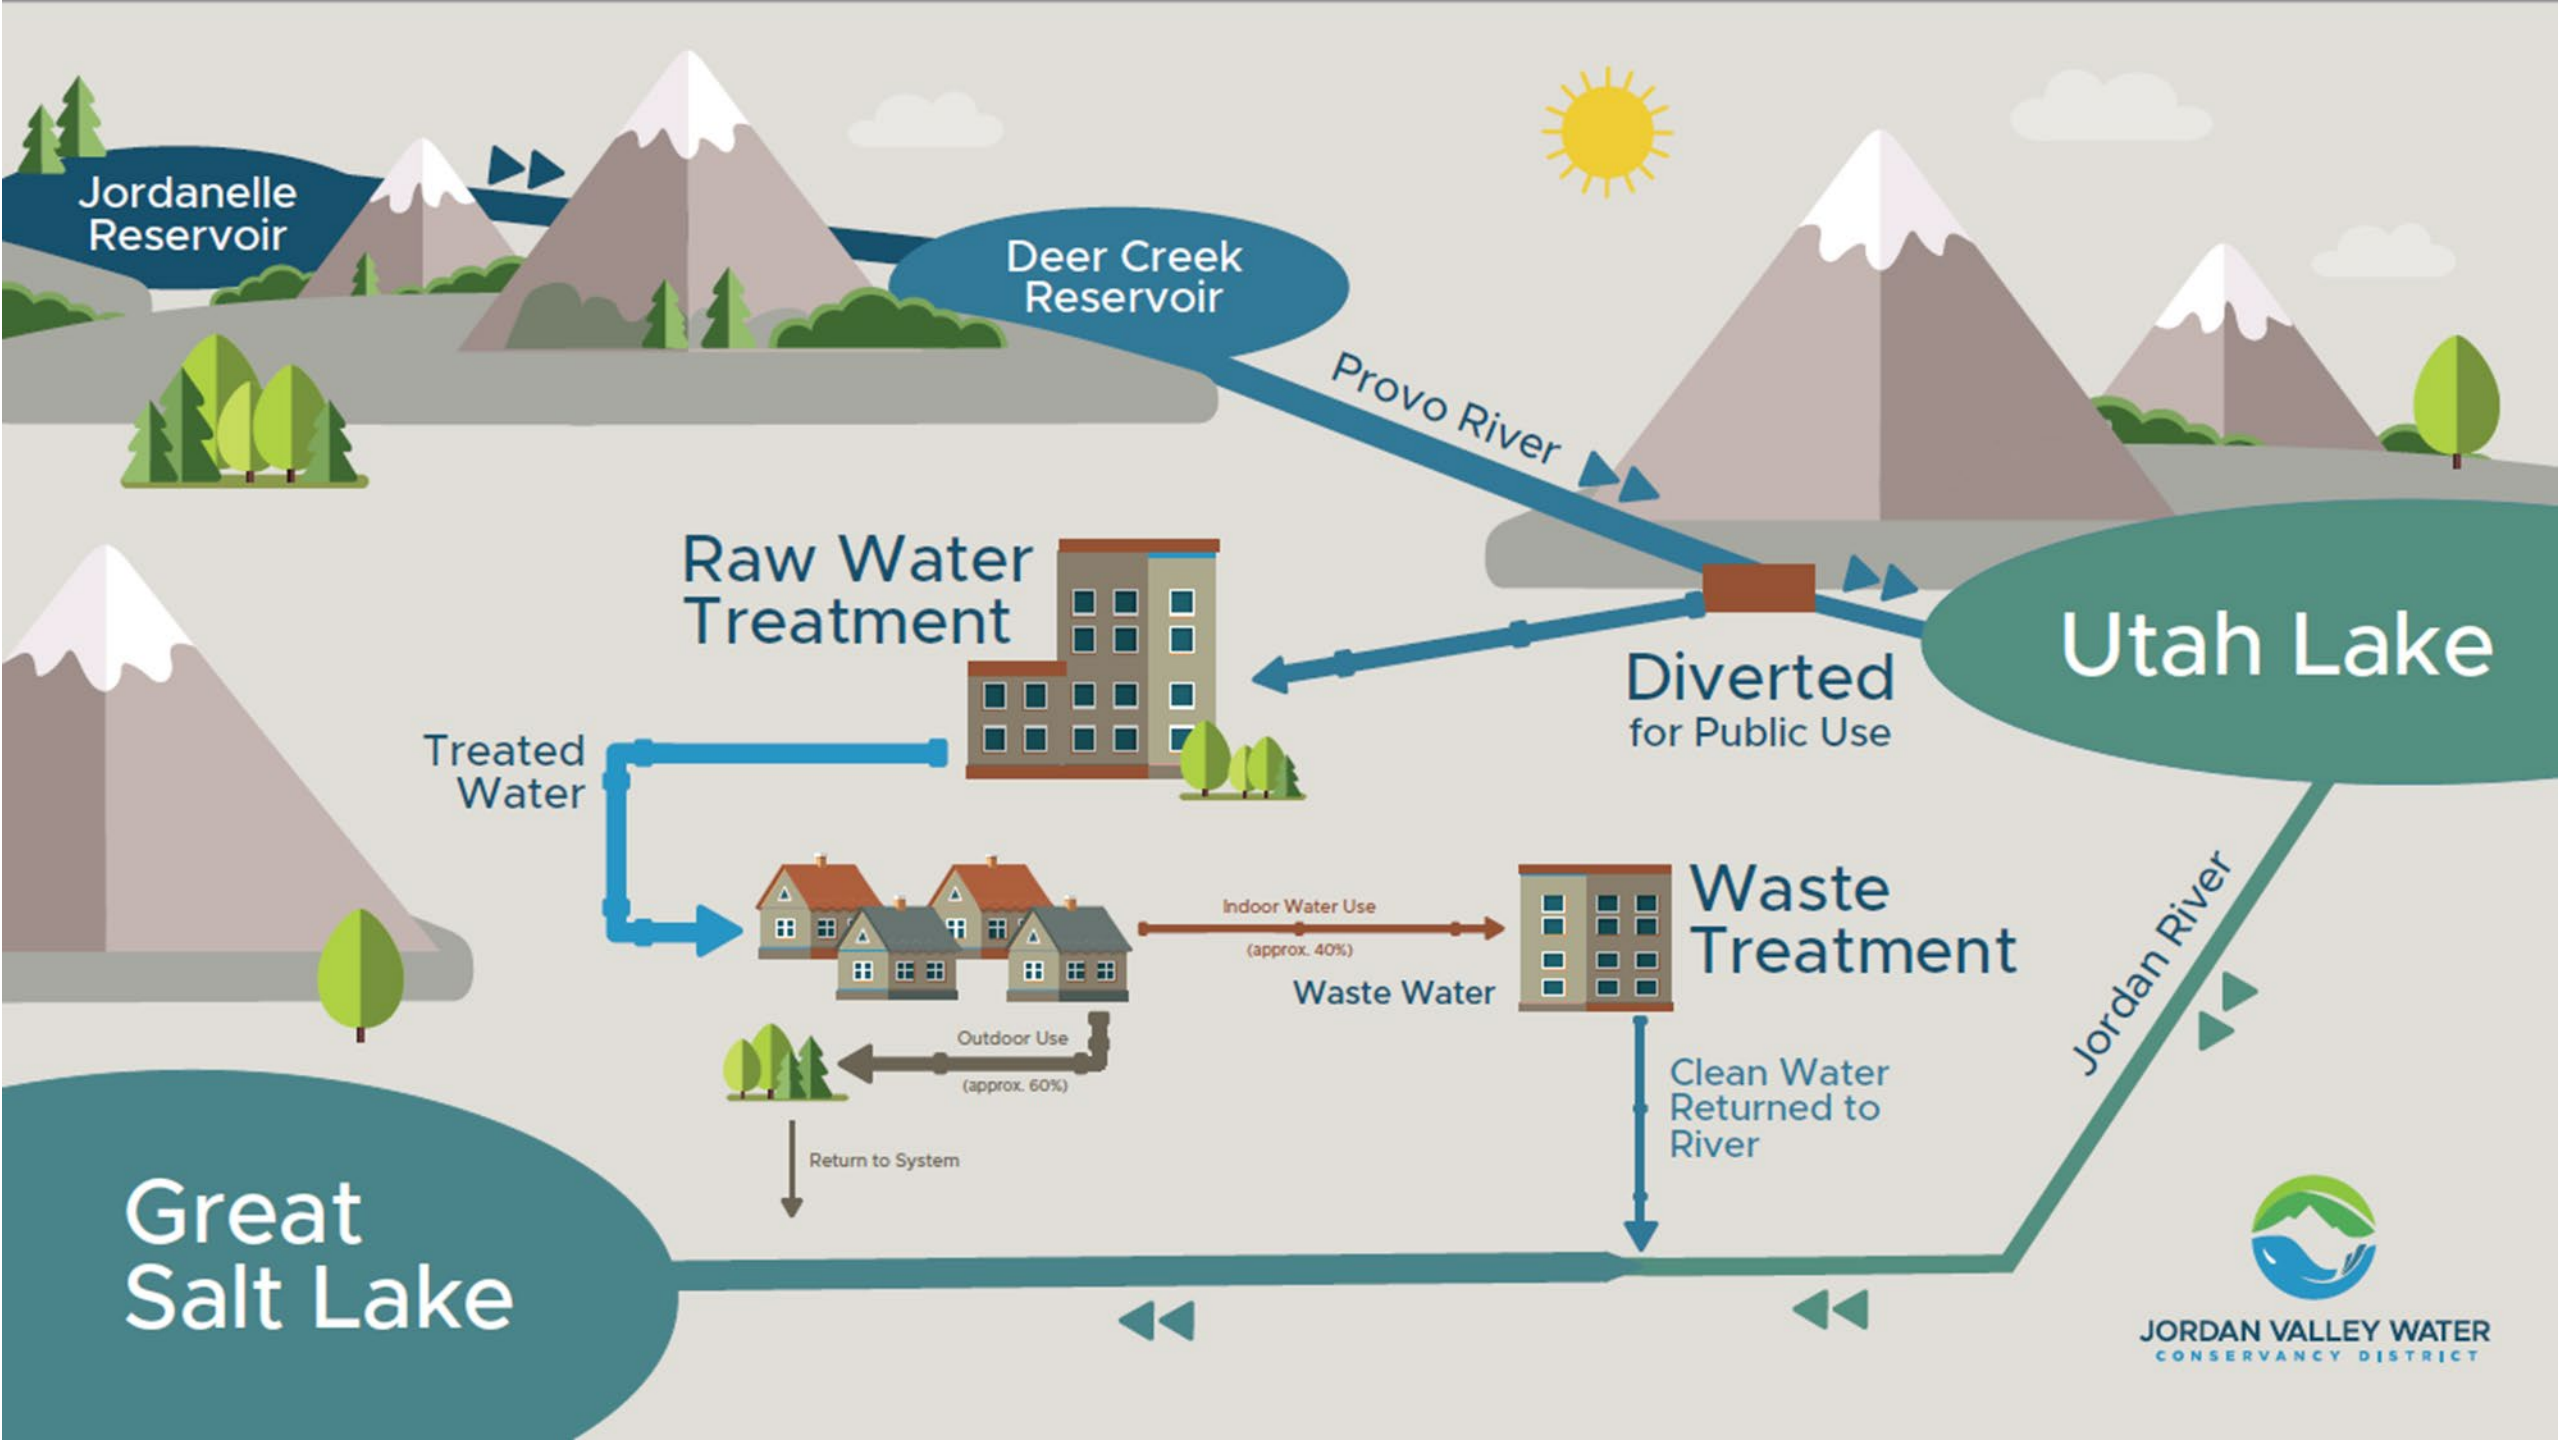 Jordanelle
Reservoir
Deer Creek
Reservoir
Provo River
Raw Water
Treatment
Diverted
for Public Use
Utah Lake
Treated
Water
Indoor Water Use
(approx. 40%)
Waste Water
Waste
Treatment
Jordan River
Outdoor Use
(approx. 60%)
Return to System
Clean Water
Returned to
River
Great
Salt Lake
JORDAN VALLEY WATER
CONSERVANCY DISTRICT